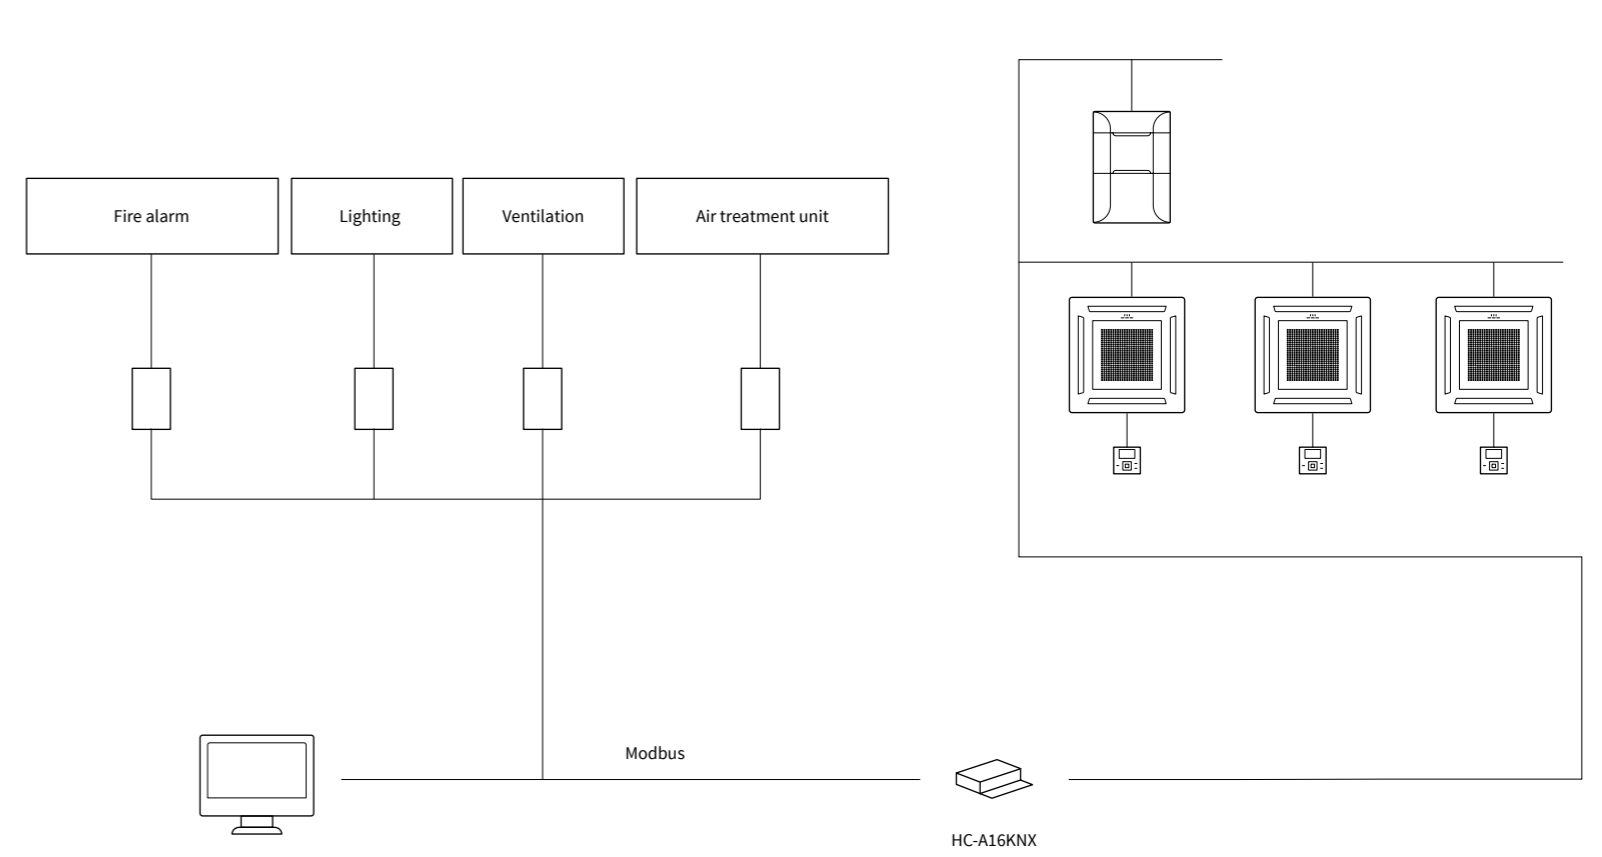 Fire alarm
Lighting
Ventilation
Air treatment unit
Modbus
HC-A16KNX